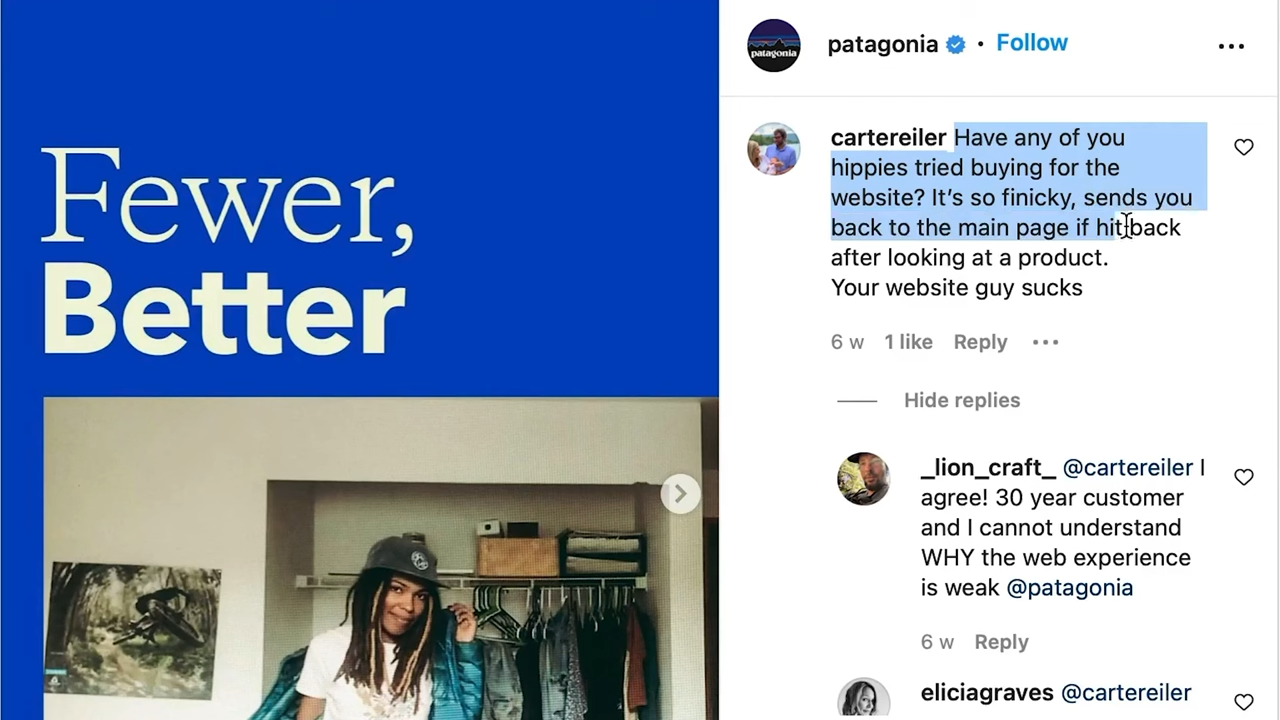 Fewer,
Better
patagonia
patagonia • Follow
cartereiler Have any of you
hippies tried buying for the
website? It’s so finicky, sends you
back to the main page if hit back
after looking at a product.
Your website guy sucks
6 w 1 like Reply
Hide replies
_lion_craft_ @cartereiler I
agree! 30 year customer
and I cannot understand
WHY the web experience
is weak @patagonia
6 w Reply
eliciagraves @cartereiler